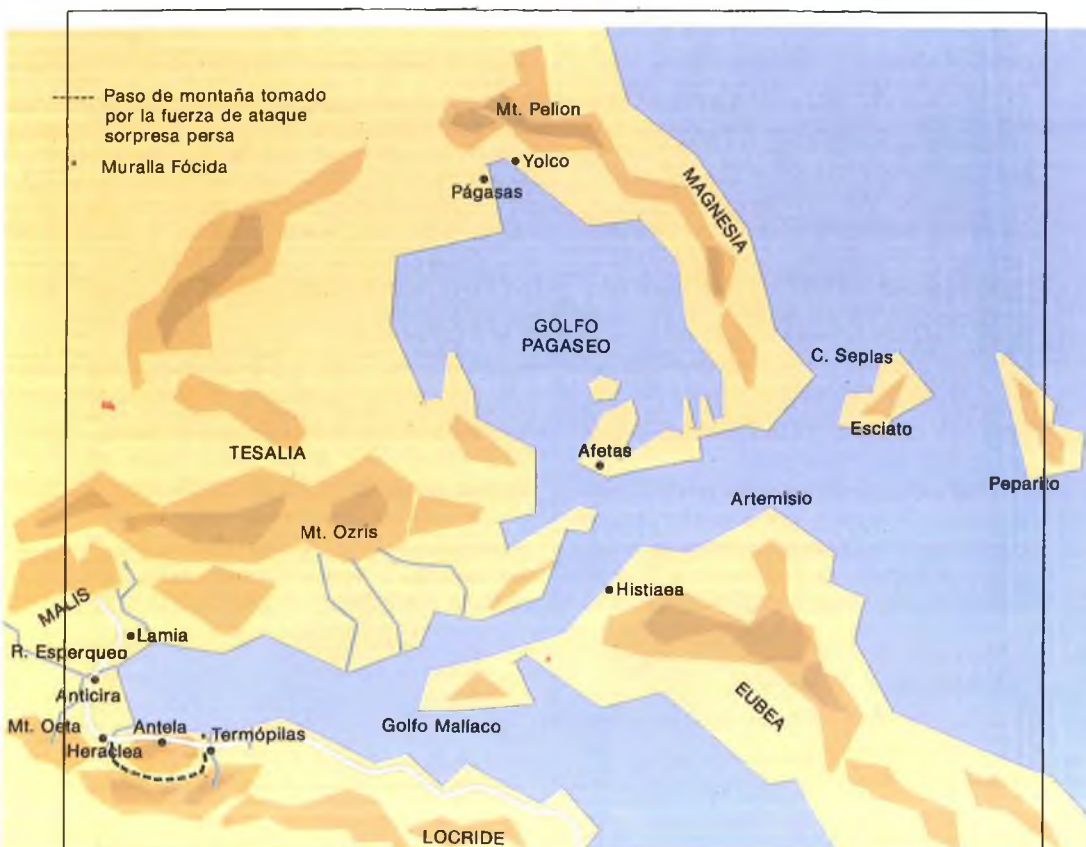 Paso de montaña tomado
por la fuerza de ataque
sorpresa persa
Muralla Fócida
Mt. Pelion
Yolco
Págasas
MAGNESIA
GOLFO
PAGASEO
C. Seplas
Esciato
Peparito
Afetas
TESALIA
Artemisio
Mt. Ozris
Histiaea
MALIS
Lamia
R. Esperqueo
Anticira
EUBEA
Mt. Oeta
Antela
Termópilas
Golfo Malíaco
Heraclea
LOCRIDE